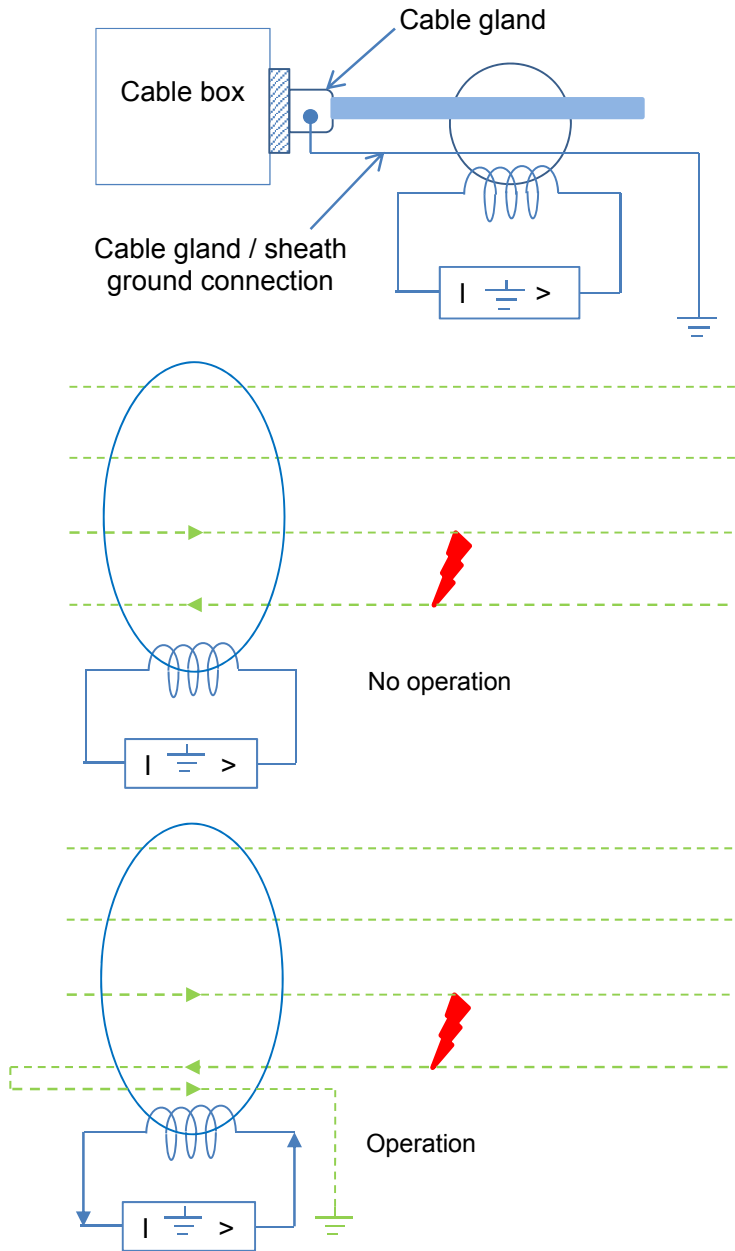 Cable gland
Cable box
Cable gland / sheath
ground connection
I >
No operation
I >
Operation
I >